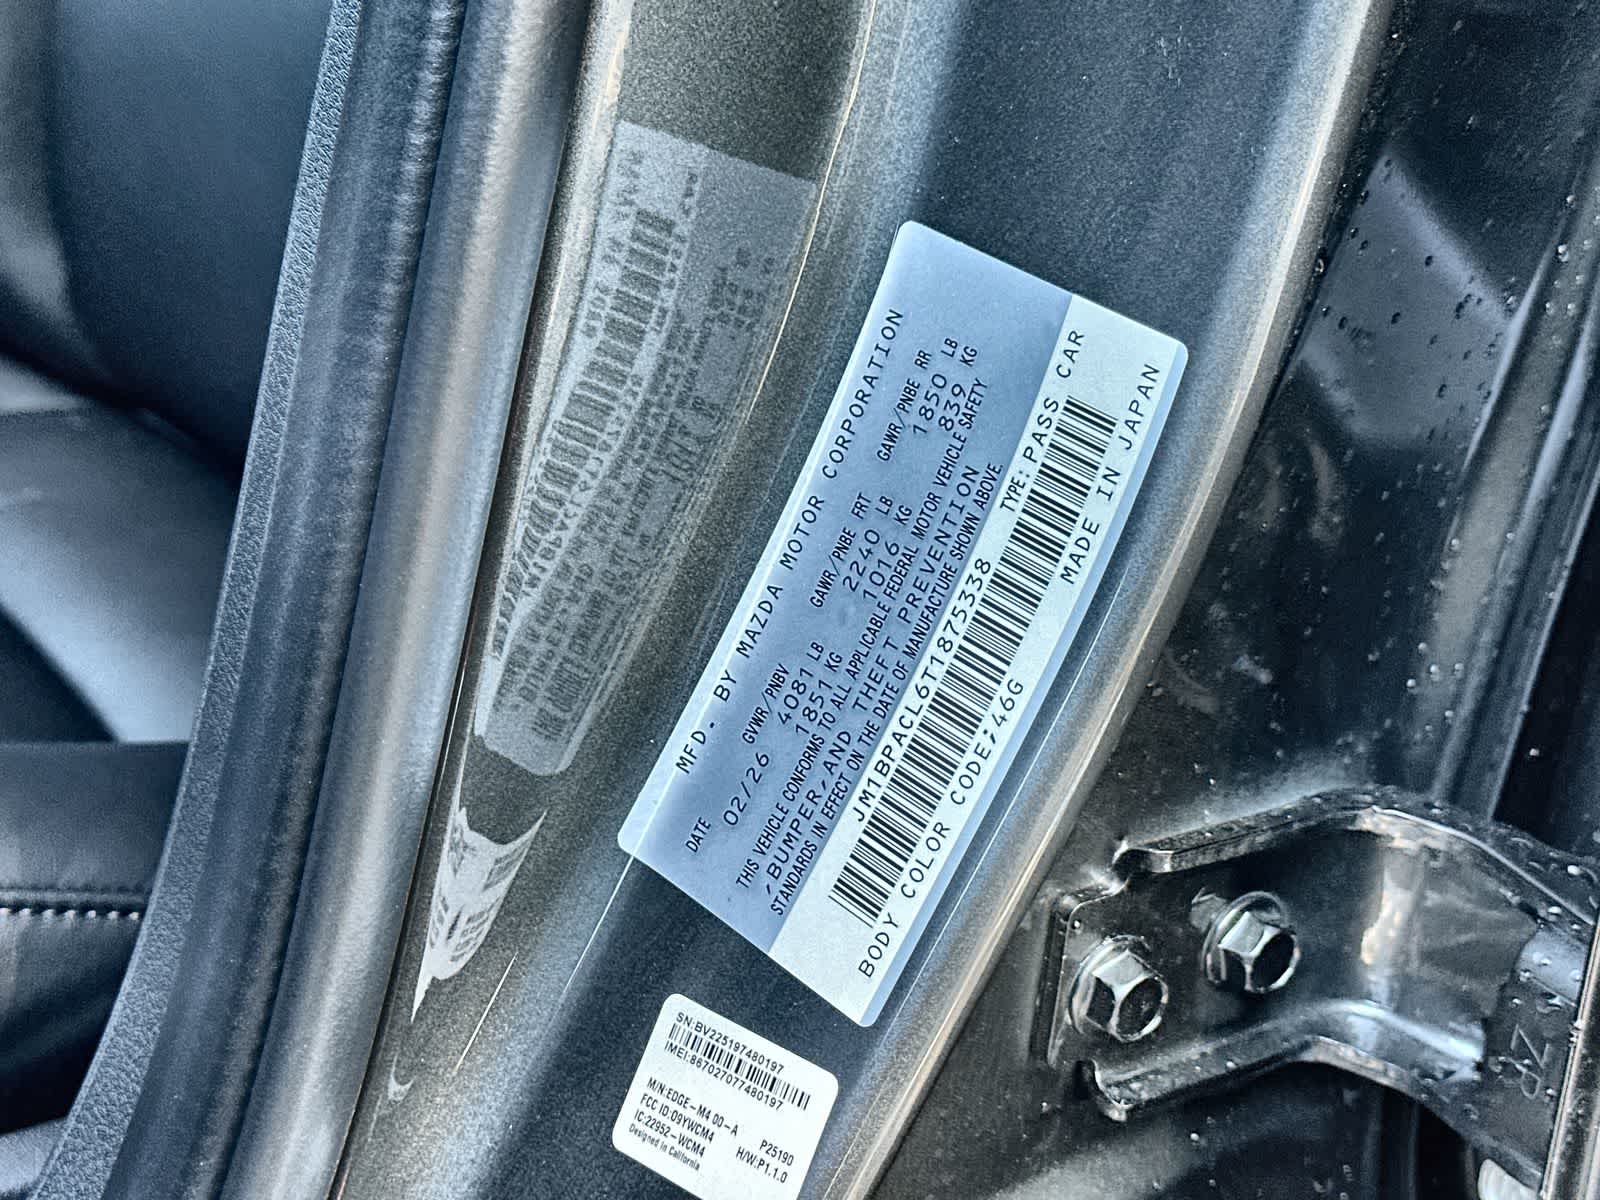 MFD. BY MAZDA MOTOR CORPORATION
DATE GVWR/PNBV GAWR/PNBE FRT GAWR/PNBE RR
02/26 4081 LB 2240 LB 1850 LB
1851 KG 1016 KG 839 KG
THIS VEHICLE CONFORMS TO ALL APPLICABLE FEDERAL MOTOR VEHICLE SAFETY
,BUMPER,AND THEFT PREVENTION
STANDARDS IN EFFECT ON THE DATE OF MANUFACTURE SHOWN ABOVE.
JM1BPACL6T1875338 TYPE:PASS CAR
BODY COLOR CODE;46G MADE IN JAPAN
SN:BV225197480197
IMEI:867027077480197
M/N:EDGE-M4 00-A P25190
FCC ID:09YWCM4 H/W:P1.1.0
IC:22952-WCM4
Designed in California
ZR